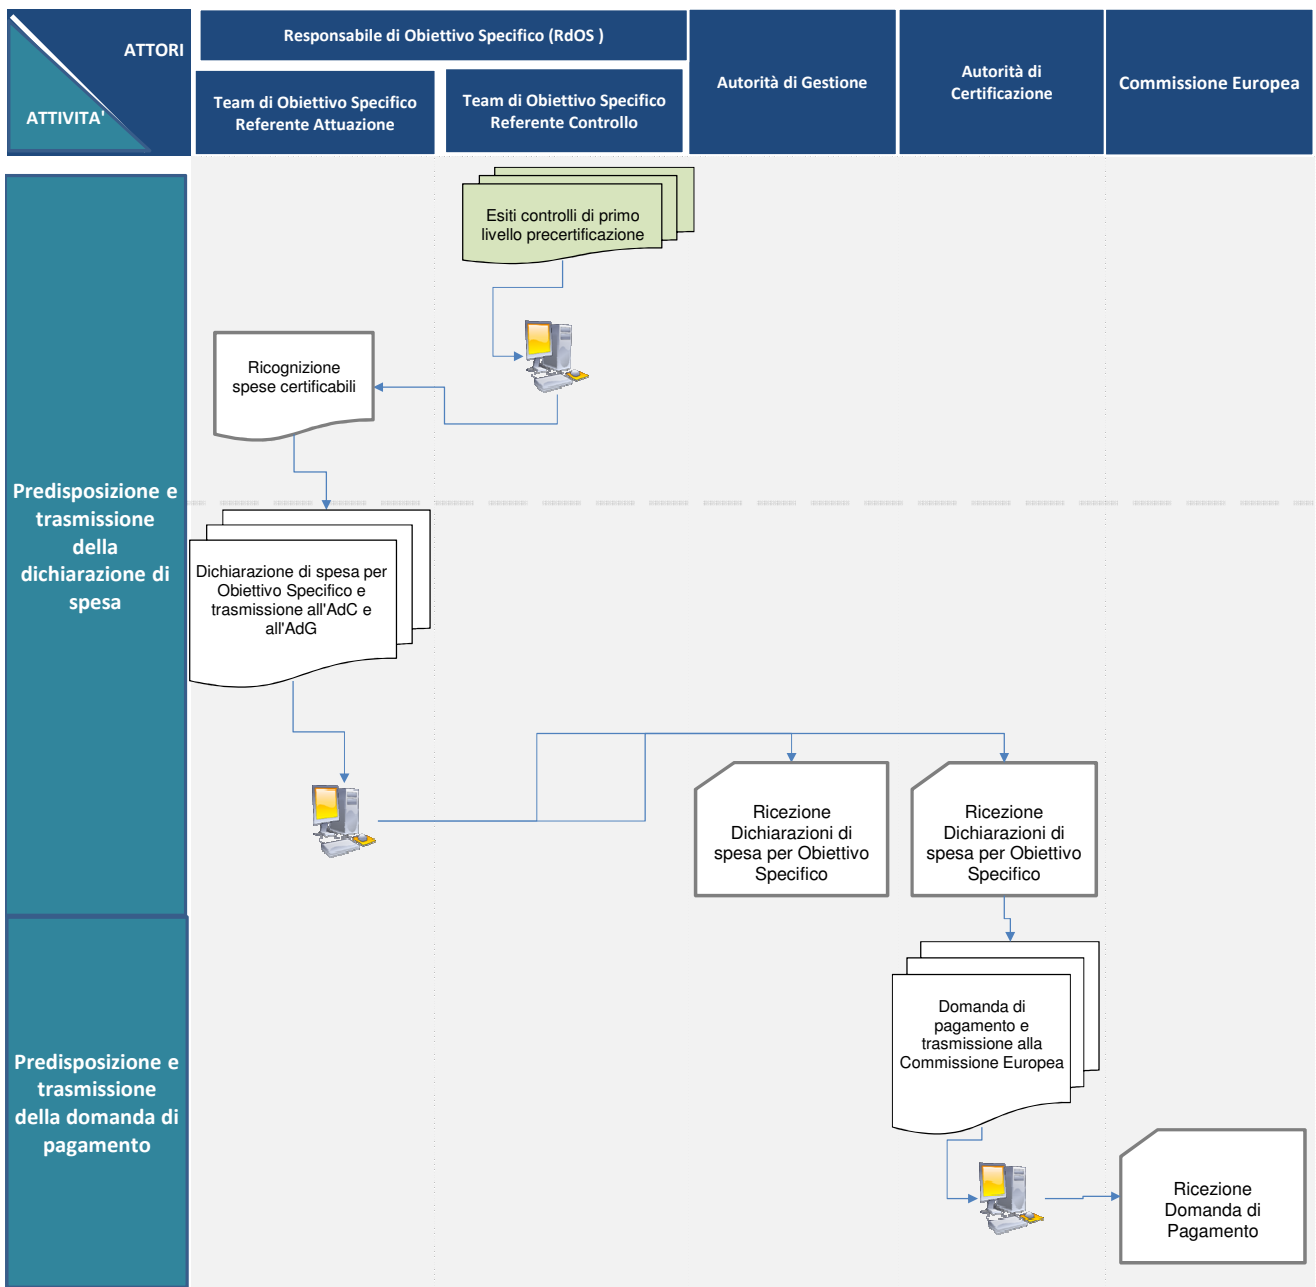 ATTORI
ATTIVITA'
Responsabile di Obiettivo Specifico (RdOS )
Team di Obiettivo Specifico
Referente Attuazione
Team di Obiettivo Specifico
Referente Controllo
Autorità di Gestione
Autorità di
Certificazione
Commissione Europea
Predisposizione e
trasmissione
della
dichiarazione di
spesa
Esiti controlli di primo
livello precertificazione
Ricognizione
spese certificabili
Dichiarazione di spesa per
Obiettivo Specifico e
trasmissione all'AdC e
all'AdG
Ricezione
Dichiarazioni di
spesa per Obiettivo
Specifico
Ricezione
Dichiarazioni di
spesa per Obiettivo
Specifico
Predisposizione e
trasmissione
della domanda di
pagamento
Domanda di
pagamento e
trasmissione alla
Commissione Europea
Ricezione
Domanda di
Pagamento